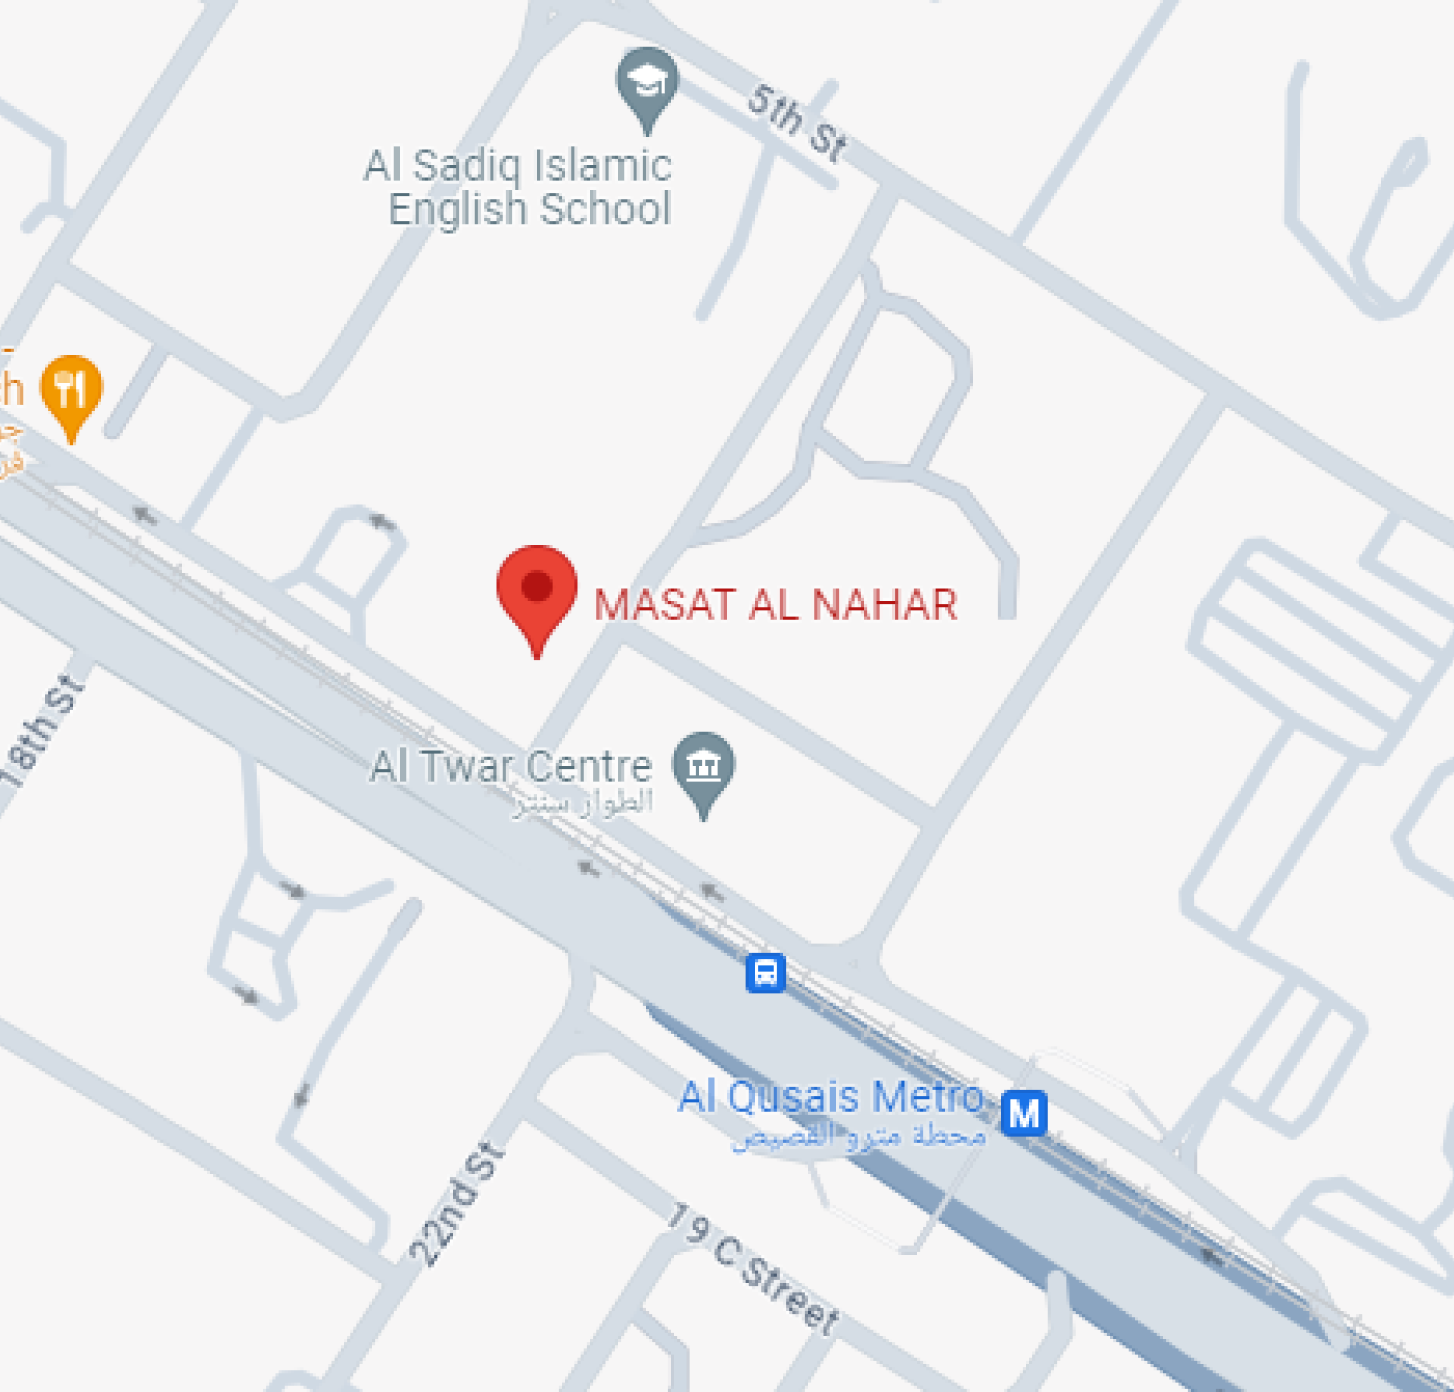 5th St
Al Sadiq Islamic
English School
h
MASAT AL NAHAR
18th St
Al Twar Centre
الطوار سنتر
Al Qusais Metro
محطة مترو القصيص
22nd St
19 C Street
M